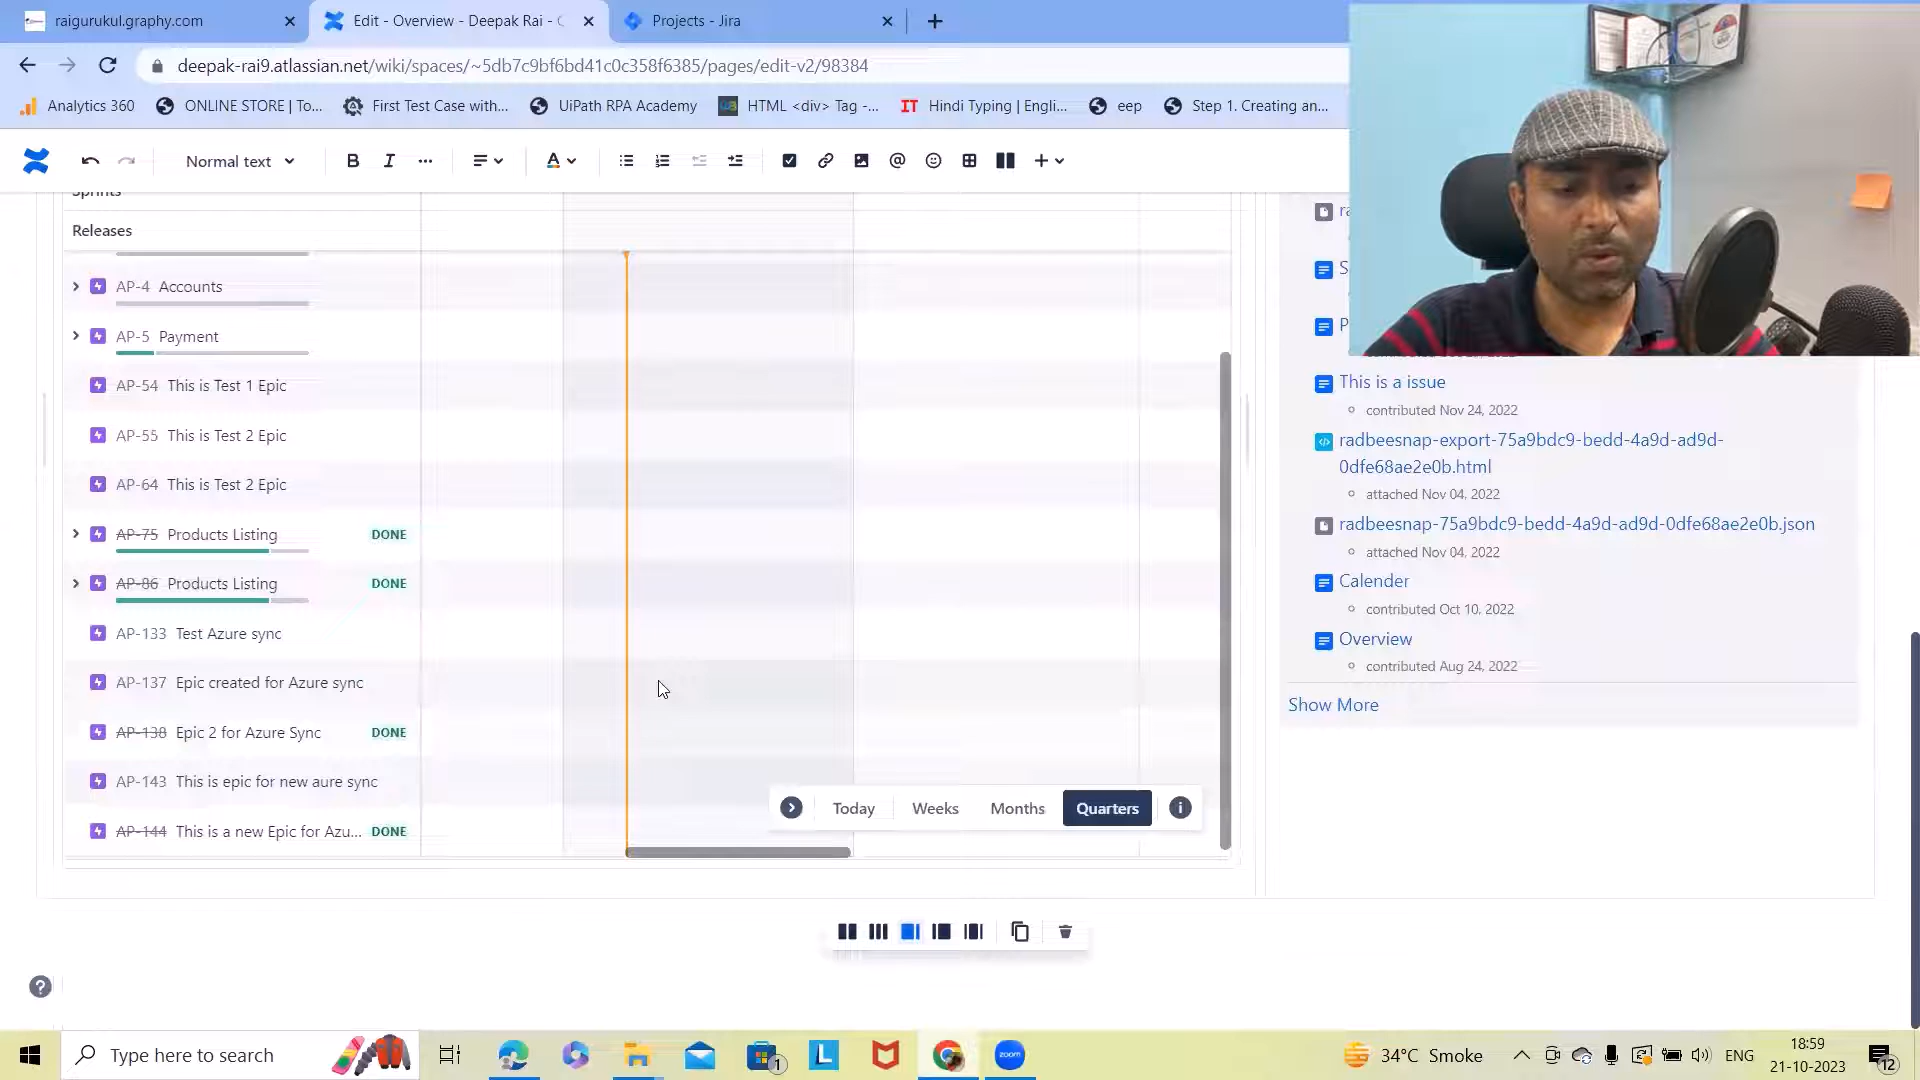 raigurukul.graphy.com
Edit - Overview - Deepak Rai - C
Projects - Jira
deepak-rai9.atlassian.net/wiki/spaces/~5db7c9bf6bd41c0c358f6385/pages/edit-v2/98384
Analytics 360
ONLINE STORE | To...
First Test Case with...
UiPath RPA Academy
HTML <div> Tag -...
IT Hindi Typing | Engli...
eep
Step 1. Creating an...
Normal text
Sprints
Releases
AP-4 Accounts
AP-5 Payment
AP-54 This is Test 1 Epic
AP-55 This is Test 2 Epic
AP-64 This is Test 2 Epic
AP-75 Products Listing DONE
AP-86 Products Listing DONE
AP-133 Test Azure sync
AP-137 Epic created for Azure sync
AP-138 Epic 2 for Azure Sync DONE
AP-143 This is epic for new aure sync
AP-144 This is a new Epic for Azu... DONE
Today Weeks Months Quarters
This is a issue
contributed Nov 24, 2022
radbeesnap-export-75a9bdc9-bedd-4a9d-ad9d-
0dfe68ae2e0b.html
attached Nov 04, 2022
radbeesnap-75a9bdc9-bedd-4a9d-ad9d-0dfe68ae2e0b.json
attached Nov 04, 2022
Calender
contributed Oct 10, 2022
Overview
contributed Aug 24, 2022
Show More
Type here to search
1
L
zoom
34°C Smoke
ENG
18:59
21-10-2023
12